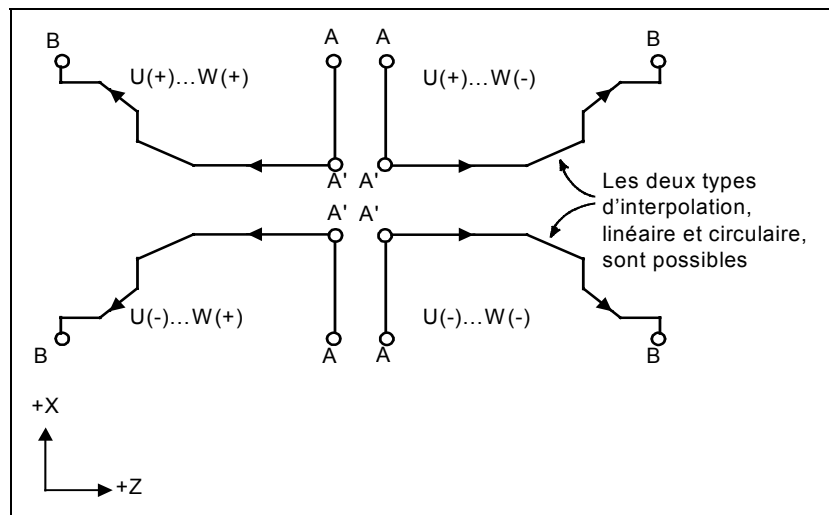 B
A
A
B
U(+)...W(+)
U(+)...W(-)
A'
A'
Les deux types
d'interpolation,
linéaire et circulaire,
sont possibles
A'
A'
U(-)...W(+)
U(-)...W(-)
B
A
A
B
+X
+Z